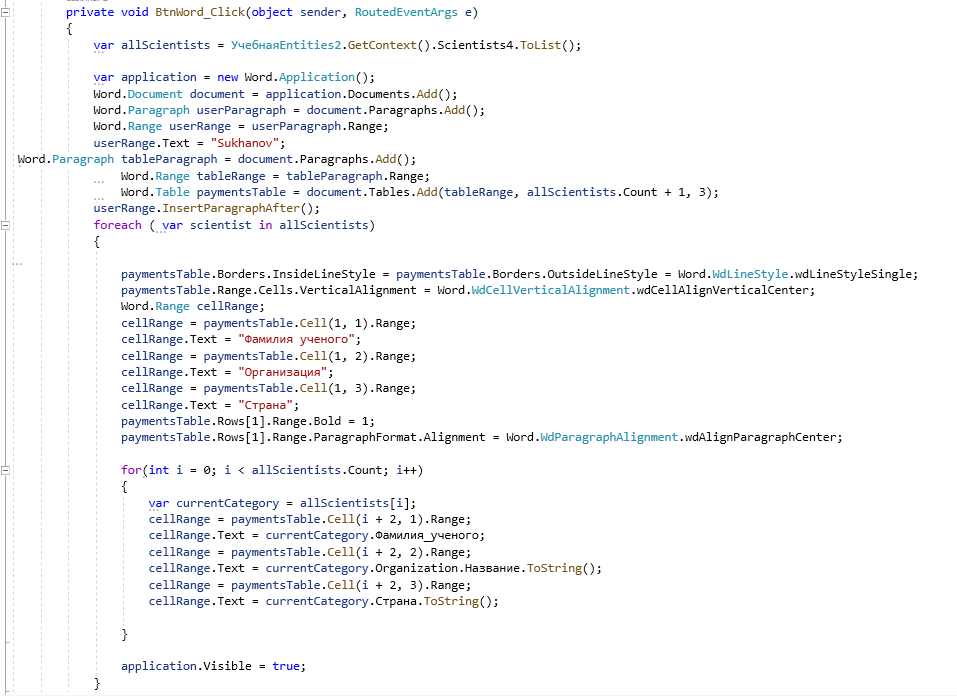 private void BtnWord_Click(object sender, RoutedEventArgs e)
{
var allScientists = УчебнаяEntities2.GetContext().Scientists4.ToList();
var application = new Word.Application();
Word.Document document = application.Documents.Add();
Word.Paragraph userParagraph = document.Paragraphs.Add();
Word.Range userRange = userParagraph.Range;
userRange.Text = "Sukhanov";
Word.Paragraph tableParagraph = document.Paragraphs.Add();
Word.Range tableRange = tableParagraph.Range;
Word.Table paymentsTable = document.Tables.Add(tableRange, allScientists.Count + 1, 3);
userRange.InsertParagraphAfter();
foreach ( var scientist in allScientists)
{
paymentsTable.Borders.InsideLineStyle = paymentsTable.Borders.OutsideLineStyle = Word.WdLineStyle.wdLineStyleSingle;
paymentsTable.Range.Cells.VerticalAlignment = Word.WdCellVerticalAlignment.wdCellAlignVerticalCenter;
Word.Range cellRange;
cellRange = paymentsTable.Cell(1, 1).Range;
cellRange.Text = "Фамилия ученого";
cellRange = paymentsTable.Cell(1, 2).Range;
cellRange.Text = "Организация";
cellRange = paymentsTable.Cell(1, 3).Range;
cellRange.Text = "Страна";
paymentsTable.Rows[1].Range.Bold = 1;
paymentsTable.Rows[1].Range.ParagraphFormat.Alignment = Word.WdParagraphAlignment.wdAlignParagraphCenter;
for(int i = 0; i < allScientists.Count; i++)
{
var currentCategory = allScientists[i];
cellRange = paymentsTable.Cell(i + 2, 1).Range;
cellRange.Text = currentCategory.Фамилия_ученого;
cellRange = paymentsTable.Cell(i + 2, 2).Range;
cellRange.Text = currentCategory.Organization.Название.ToString();
cellRange = paymentsTable.Cell(i + 2, 3).Range;
cellRange.Text = currentCategory.Страна.ToString();
}
application.Visible = true;
}